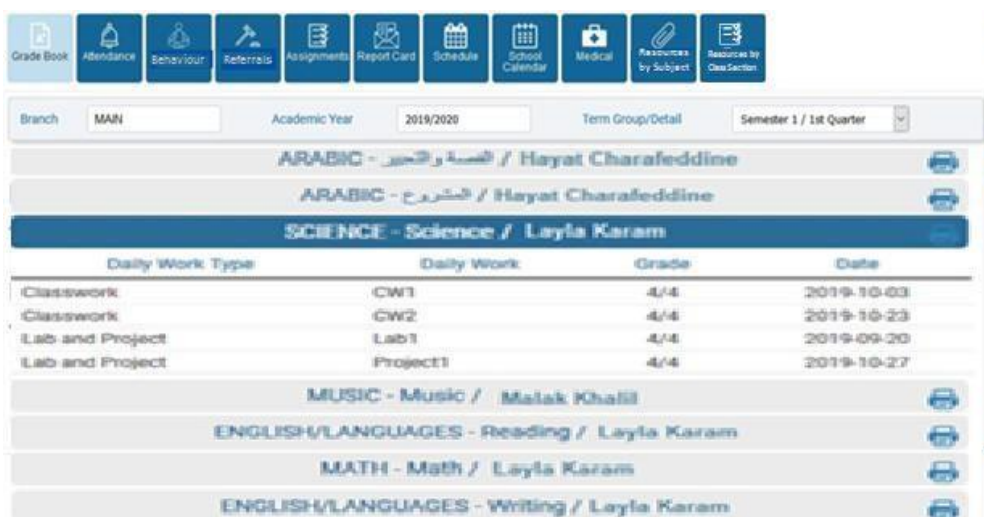 Grade Book Attendance Behaviour Referrals Assignments Report Card Schedule School Calendar Medical Resources by Subject Resources by Class Section
Branch MAIN Academic Year 2019/2020 Term Group/Detail Semester 1 / 1st Quarter
ARABIC - القصة والتعبير / Hayat Charafeddine
ARABIC - المشروع / Hayat Charafeddine
SCIENCE - Science / Layla Karam
Daily Work Type Daily Work Grade Date
Classwork CW1 4/4 2019-10-03
Classwork CW2 4/4 2019-10-23
Lab and Project Lab1 4/4 2019-09-20
Lab and Project Project1 4/4 2019-10-27
MUSIC - Music / Malak Khalil
ENGLISH/LANGUAGES - Reading / Layla Karam
MATH - Math / Layla Karam
ENGLISH/LANGUAGES - Writing / Layla Karam